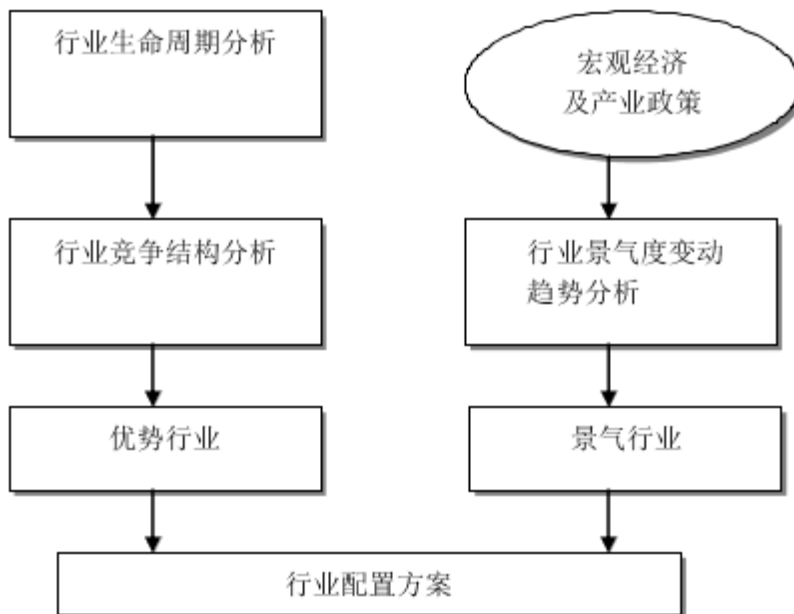 行业生命周期分析
宏观经济
及产业政策
行业竞争结构分析
行业景气度变动
趋势分析
优势行业
景气行业
行业配置方案